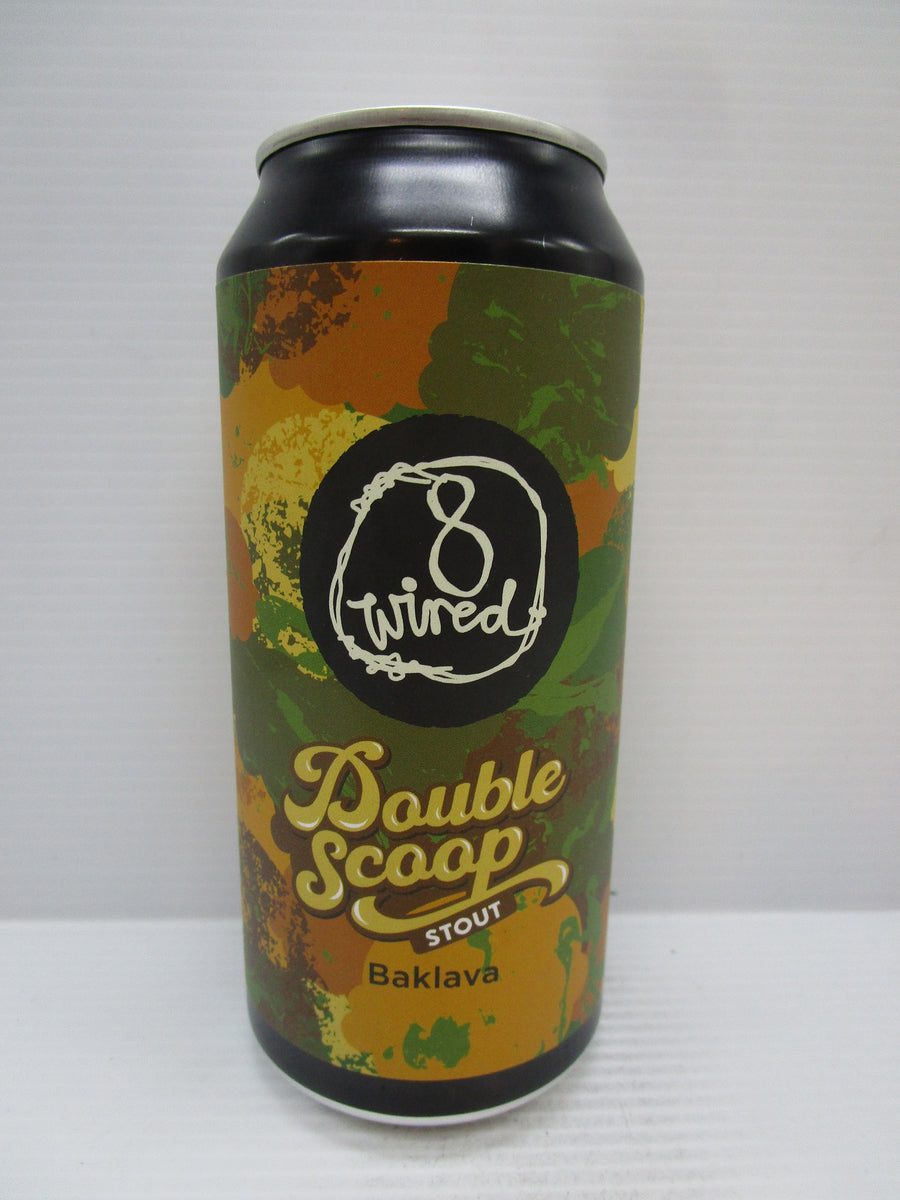 8
wired
Double
Scoop
STOUT
Baklava